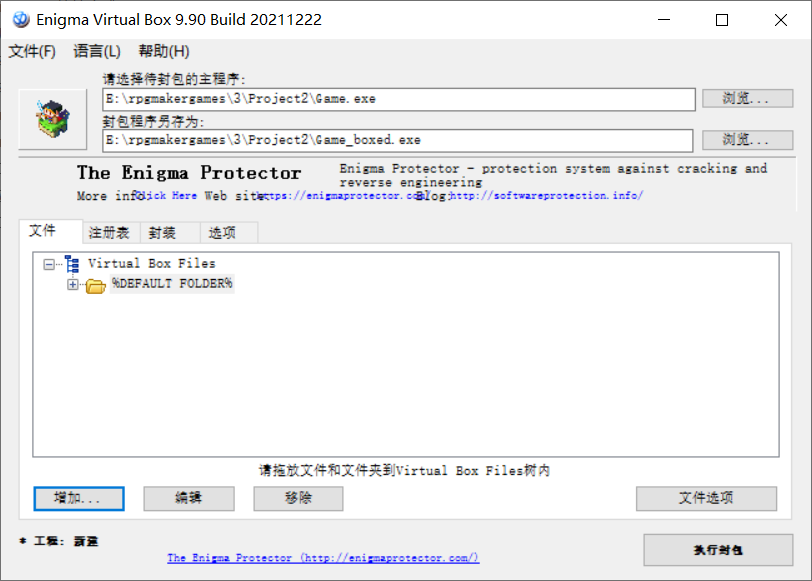 Enigma Virtual Box 9.90 Build 20211222
文件(F) 语言(L) 帮助(H)
请选择待封包的主程序:
E:\rpgmakergames\3\Project2\Game.exe 浏览...
封包程序另存为:
E:\rpgmakergames\3\Project2\Game_boxed.exe 浏览...
The Enigma Protector
Enigma Protector - protection system against cracking and
reverse engineering
More info: Click Here Web site: https://enigmaprotector.com/ Blog: http://softwareprotection.info/
文件 注册表 封装 选项
Virtual Box Files
%DEFAULT FOLDER%
请拖放文件和文件夹到Virtual Box Files树内
增加... 编辑 移除 文件选项
* 工程: 新建
The Enigma Protector (http://enigmaprotector.com/)
执行封包